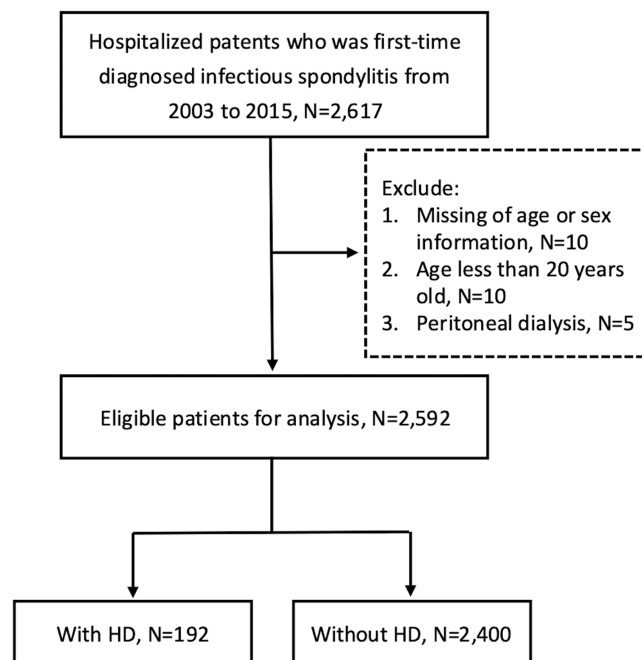 Hospitalized patents who was first-time
diagnosed infectious spondylitis from
2003 to 2015, N=2,617
Exclude:
1. Missing of age or sex
information, N=10
2. Age less than 20 years
old, N=10
3. Peritoneal dialysis, N=5
Eligible patients for analysis, N=2,592
With HD, N=192
Without HD, N=2,400